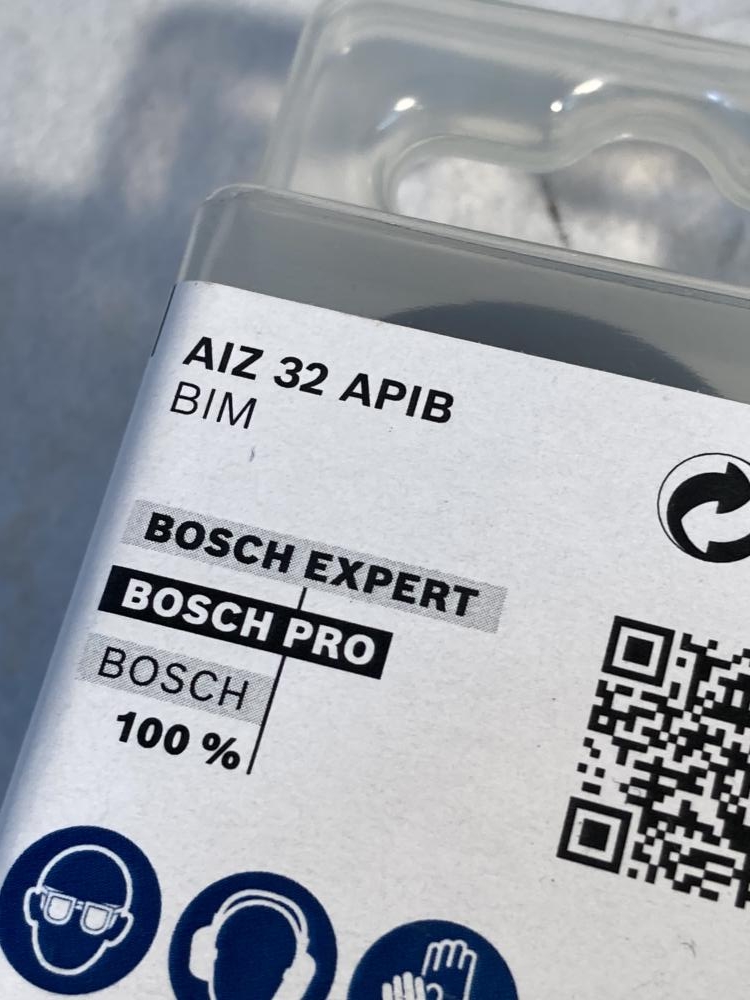 AIZ 32 APIB
BIM
BOSCH EXPERT
BOSCH PRO
BOSCH
100 %